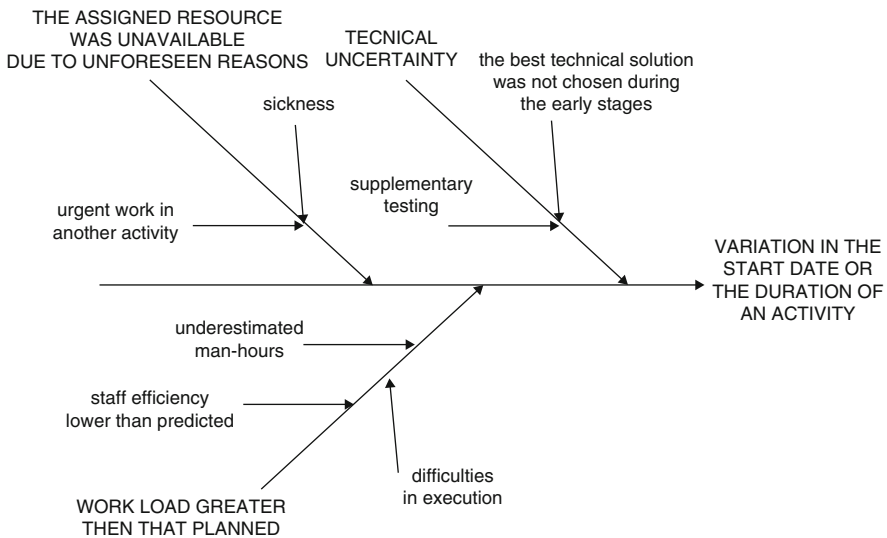 THE ASSIGNED RESOURCE
WAS UNAVAILABLE
DUE TO UNFORESEEN REASONS
TECNICAL
UNCERTAINTY
the best technical solution
was not chosen during
the early stages
sickness
supplementary
testing
urgent work in
another activity
VARIATION IN THE
START DATE OR
THE DURATION OF
AN ACTIVITY
underestimated
man-hours
staff efficiency
lower than predicted
difficulties
in execution
WORK LOAD GREATER
THEN THAT PLANNED